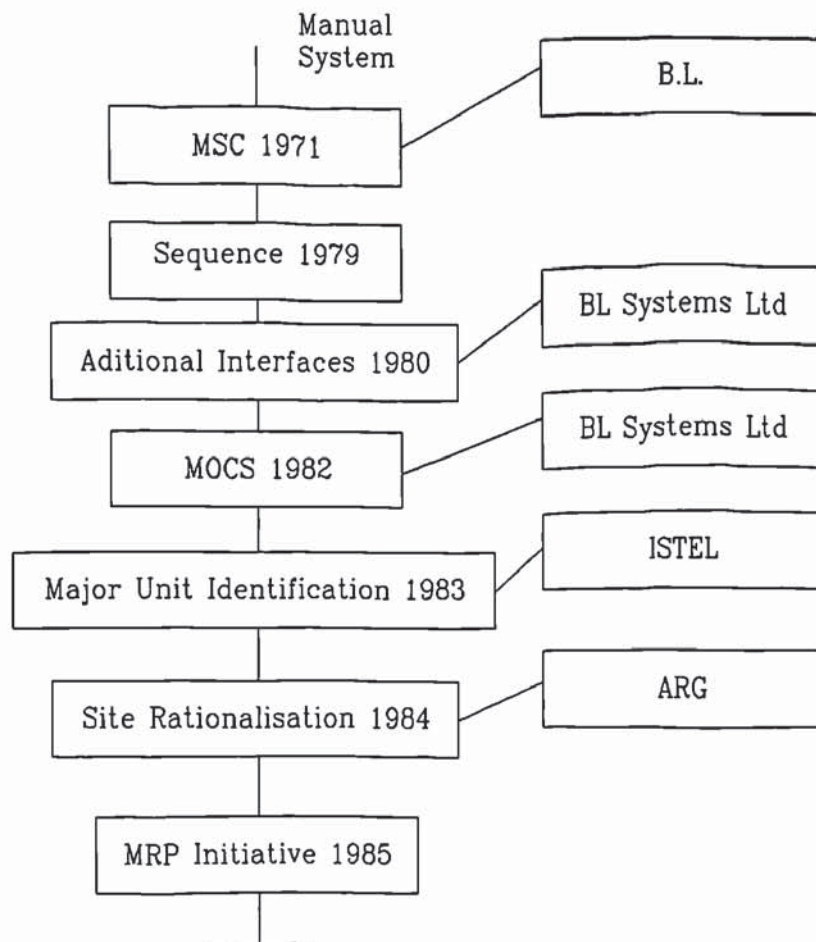 Manual
System
B.L.
MSC 1971
Sequence 1979
BL Systems Ltd
Aditional Interfaces 1980
BL Systems Ltd
MOCS 1982
ISTEL
Major Unit Identification 1983
ARG
Site Rationalisation 1984
MRP Initiative 1985